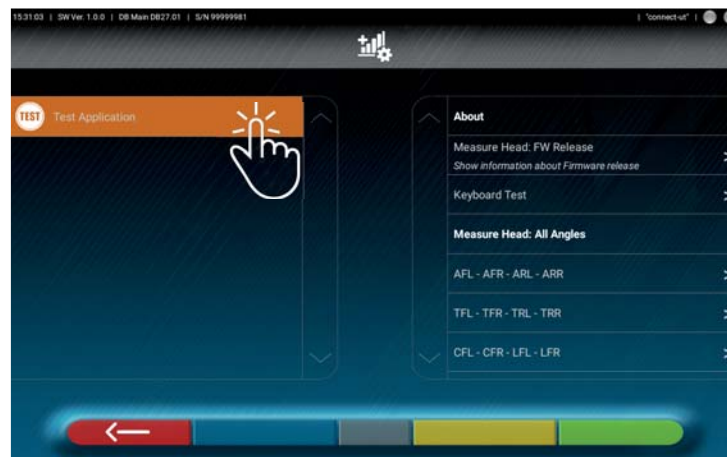 15:31:03 | SW Ver. 1.0.0 | DB Main DB27.01 | S/N 99999981 | "connect-ut" |
TEST Test Application
About
Measure Head: FW Release
Show information about Firmware release
Keyboard Test
Measure Head: All Angles
AFL - AFR - ARL - ARR
TFL - TFR - TRL - TRR
CFL - CFR - LFL - LFR